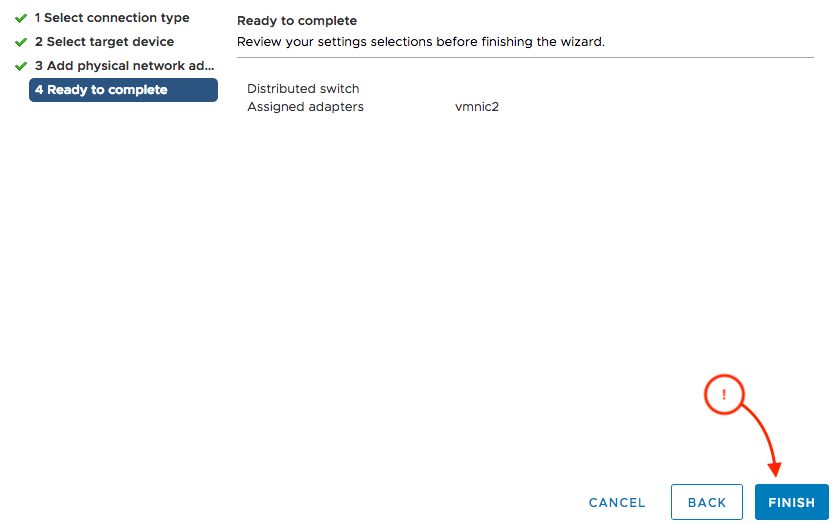 1 Select connection type
2 Select target device
3 Add physical network ad...
4 Ready to complete
Ready to complete
Review your settings selections before finishing the wizard.
Distributed switch
Assigned adapters vmnic2
!
CANCEL BACK FINISH